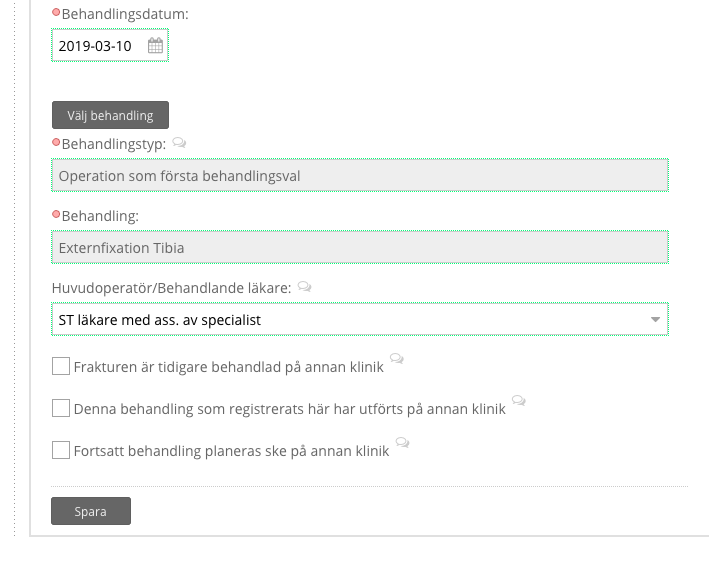 Behandlingsdatum:
2019-03-10
Välj behandling
Behandlingstyp:
Operation som första behandlingsval
Behandling:
Externfixation Tibia
Huvudoperatör/Behandlande läkare:
ST läkare med ass. av specialist
Frakturen är tidigare behandlad på annan klinik
Denna behandling som registrerats här har utförts på annan klinik
Fortsatt behandling planeras ske på annan klinik
Spara